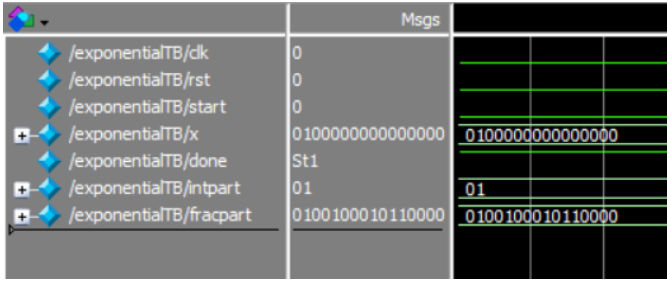 Msgs
/exponentialTB/clk 0
/exponentialTB/rst 0
/exponentialTB/start 0
/exponentialTB/x 0100000000000000 0100000000000000
/exponentialTB/done St1
/exponentialTB/intpart 01 01
/exponentialTB/fracpart 0100100010110000 0100100010110000